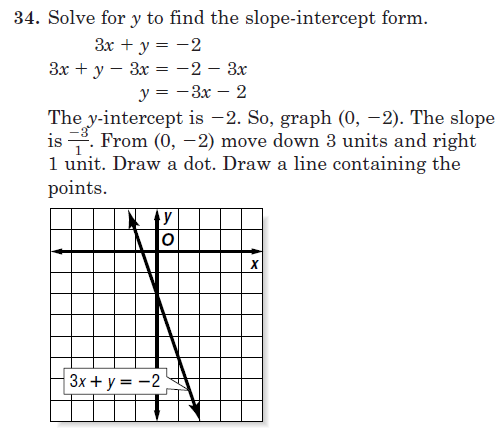 34. Solve for y to find the slope-intercept form.
3x + y = −2
3x + y − 3x = −2 − 3x
y = −3x − 2
The y-intercept is −2. So, graph (0, −2). The slope
is −3/1. From (0, −2) move down 3 units and right
1 unit. Draw a dot. Draw a line containing the
points.
y
O
x
3x + y = −2